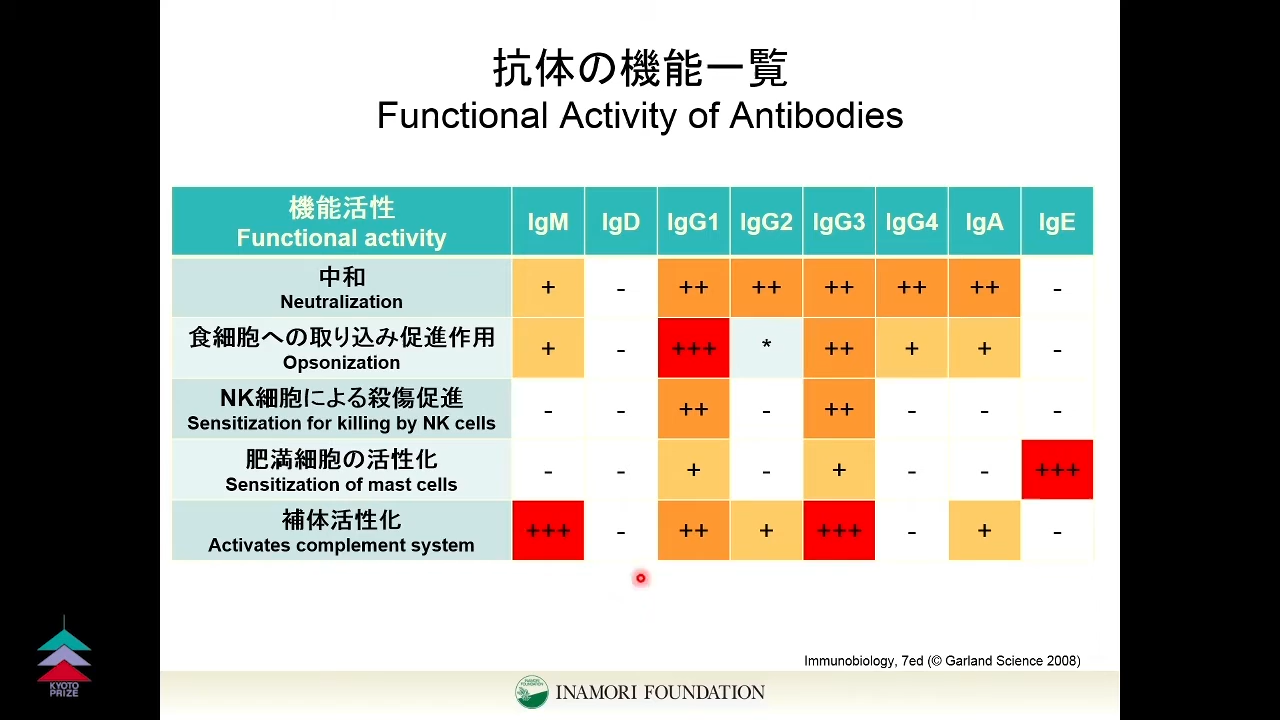 抗体の機能一覧
Functional Activity of Antibodies
機能活性
Functional activity
IgM IgD IgG1 IgG2 IgG3 IgG4 IgA IgE
中和
Neutralization
+ - ++ ++ ++ ++ ++ -
食細胞への取り込み促進作用
Opsonization
+ - +++ * ++ + + -
NK細胞による殺傷促進
Sensitization for killing by NK cells
- - ++ - ++ - - -
肥満細胞の活性化
Sensitization of mast cells
- - + - + - - +++
補体活性化
Activates complement system
+++ - ++ + +++ - + -
Immunobiology, 7ed (© Garland Science 2008)
KYOTO
PRIZE
INAMORI
FOUNDATION
INAMORI FOUNDATION